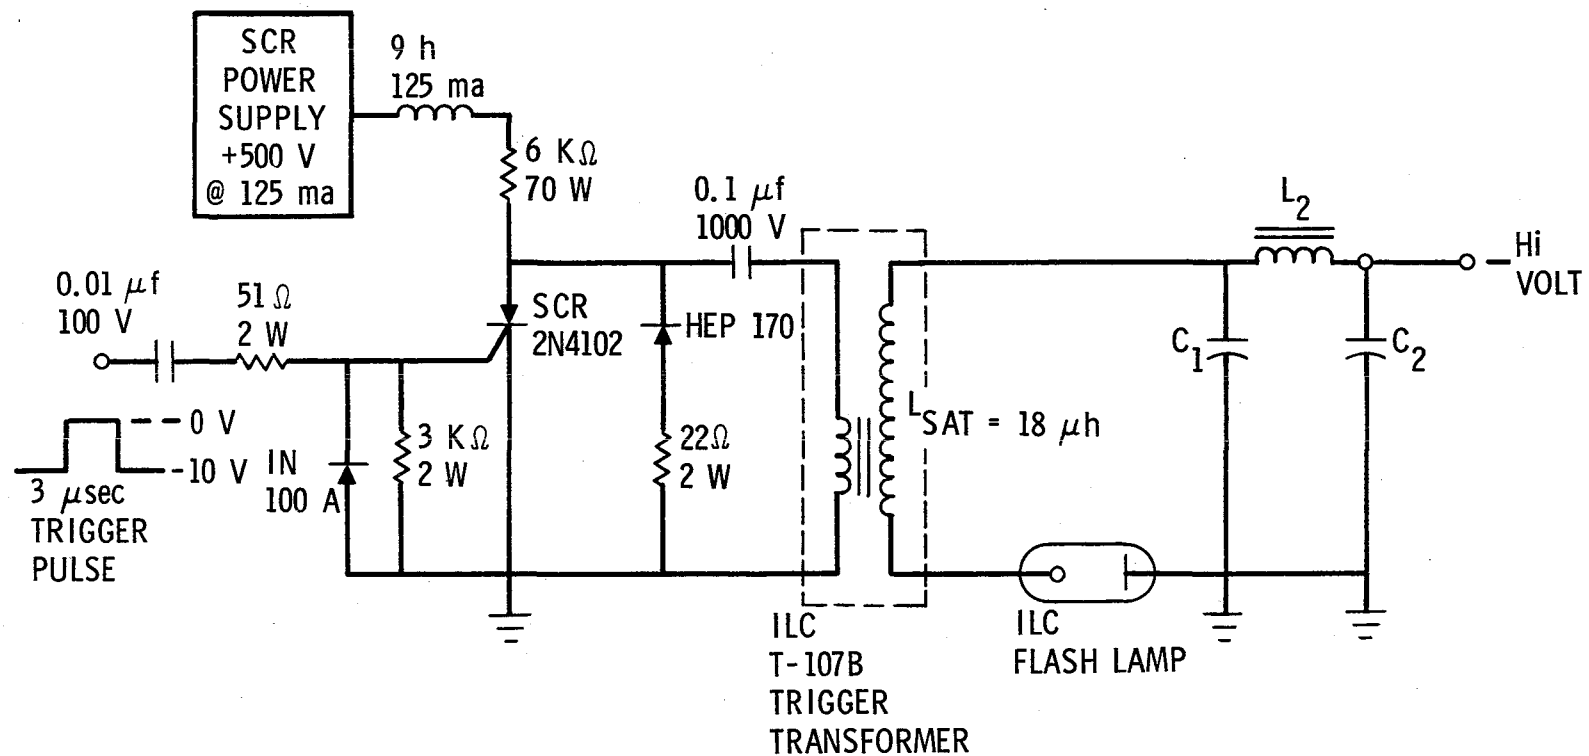 SCR
POWER
SUPPLY
+500 V
@ 125 ma
9 h
125 ma
6 KΩ
70 W
0.1 μf
1000 V
L2
Hi
VOLT
0.01 μf
100 V
51Ω
2 W
SCR
2N4102
HEP 170
C1
C2
LSAT = 18 μh
0 V
-10 V
3 μsec
TRIGGER
PULSE
IN
100 A
3 KΩ
2 W
22Ω
2 W
ILC
T-107B
TRIGGER
TRANSFORMER
ILC
FLASH LAMP